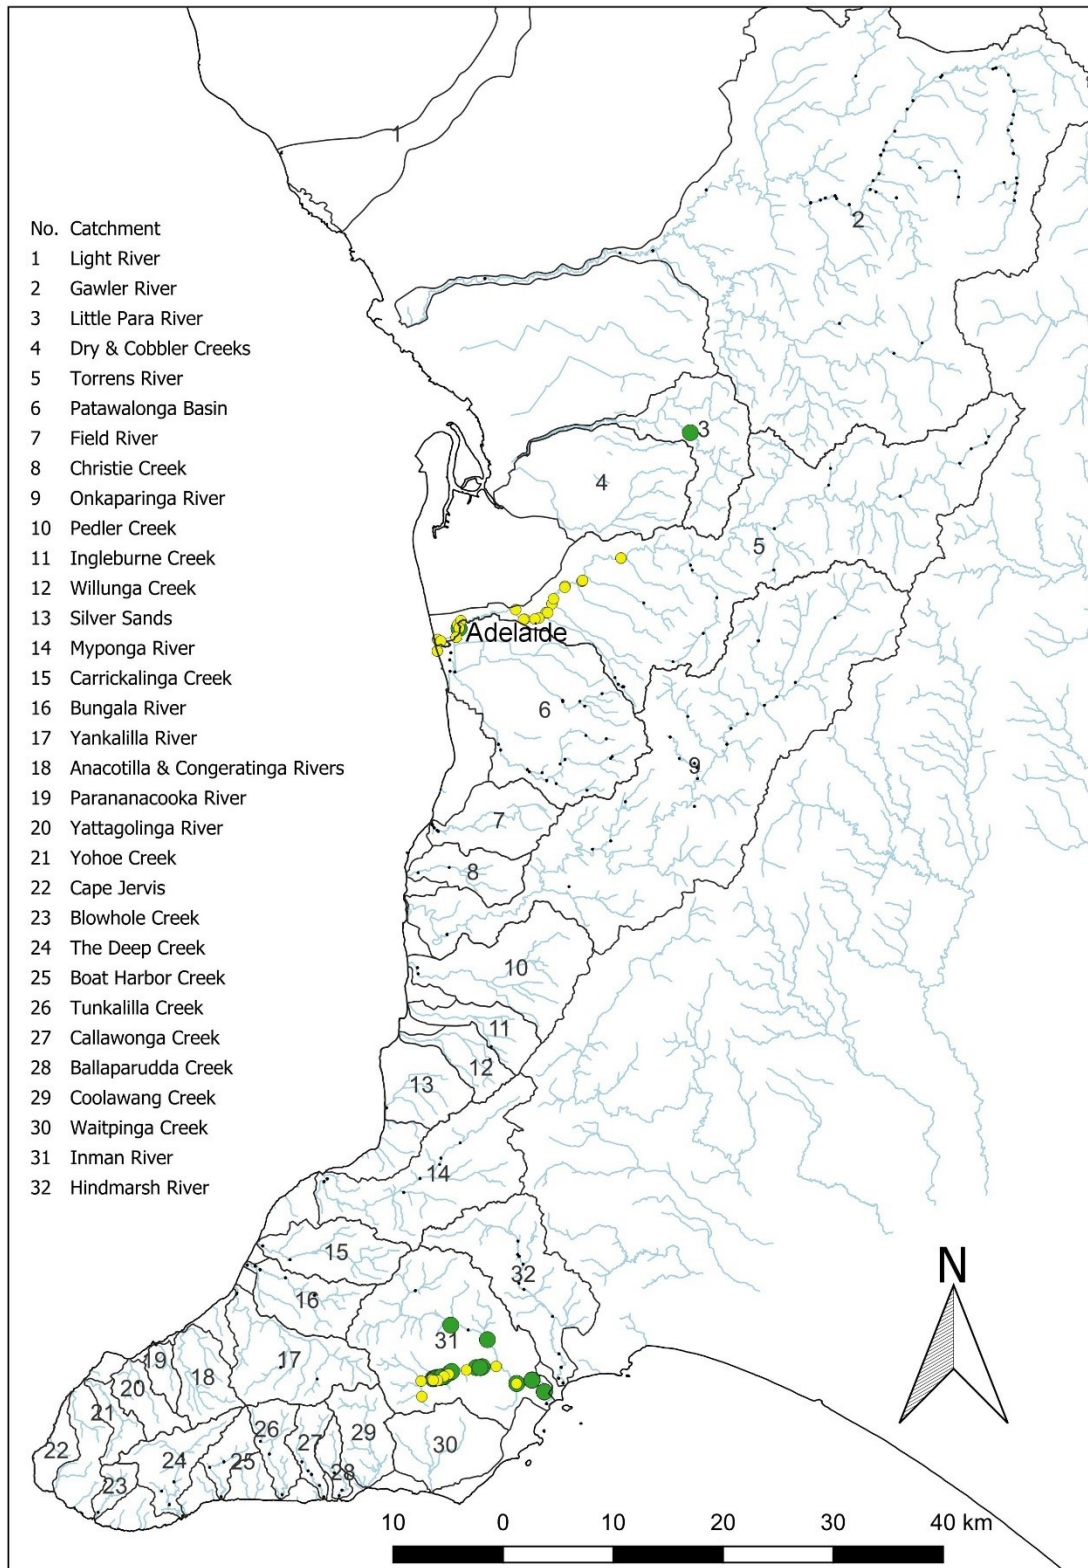 1
No. Catchment
1 Light River
2 Gawler River
3 Little Para River
4 Dry & Cobbler Creeks
5 Torrens River
6 Patawalonga Basin
7 Field River
8 Christie Creek
9 Onkaparinga River
10 Pedler Creek
11 Ingleburne Creek
12 Willunga Creek
13 Silver Sands
14 Myponga River
15 Carrickalinga Creek
16 Bungala River
17 Yankalilla River
18 Anacotilla & Congeratinga Rivers
19 Parananacooka River
20 Yattagolinga River
21 Yohoe Creek
22 Cape Jervis
23 Blowhole Creek
24 The Deep Creek
25 Boat Harbor Creek
26 Tunkalilla Creek
27 Callawonga Creek
28 Ballaparudda Creek
29 Coolawang Creek
30 Waitpinga Creek
31 Inman River
32 Hindmarsh River
2
3
4
5
Adelaide
6
9
7
8
10
11
12
13
14
15
32
16
31
17
19
18
20
21
22
23
24
25
26
27
28
29
30
N
10 0 10 20 30 40 km